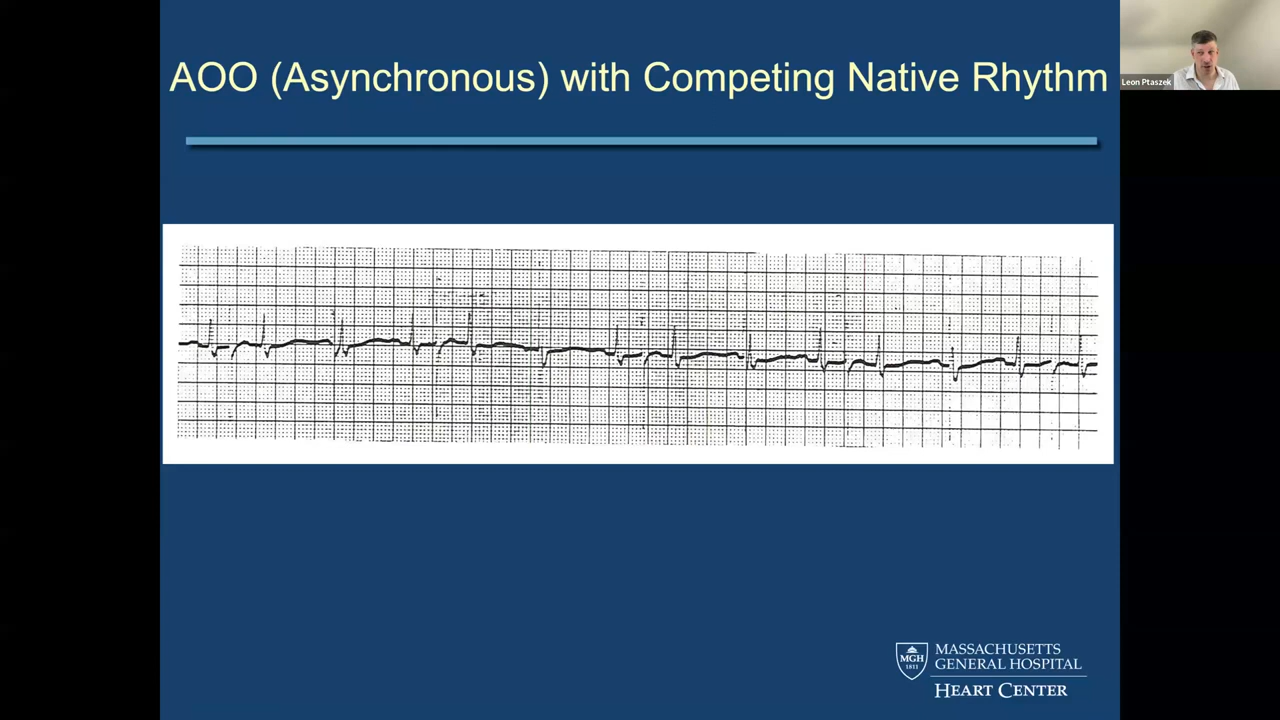 AOO (Asynchronous) with Competing Native Rhythm
Leon Ptaszek
MGH
1811
MASSACHUSETTS
GENERAL HOSPITAL
HEART CENTER